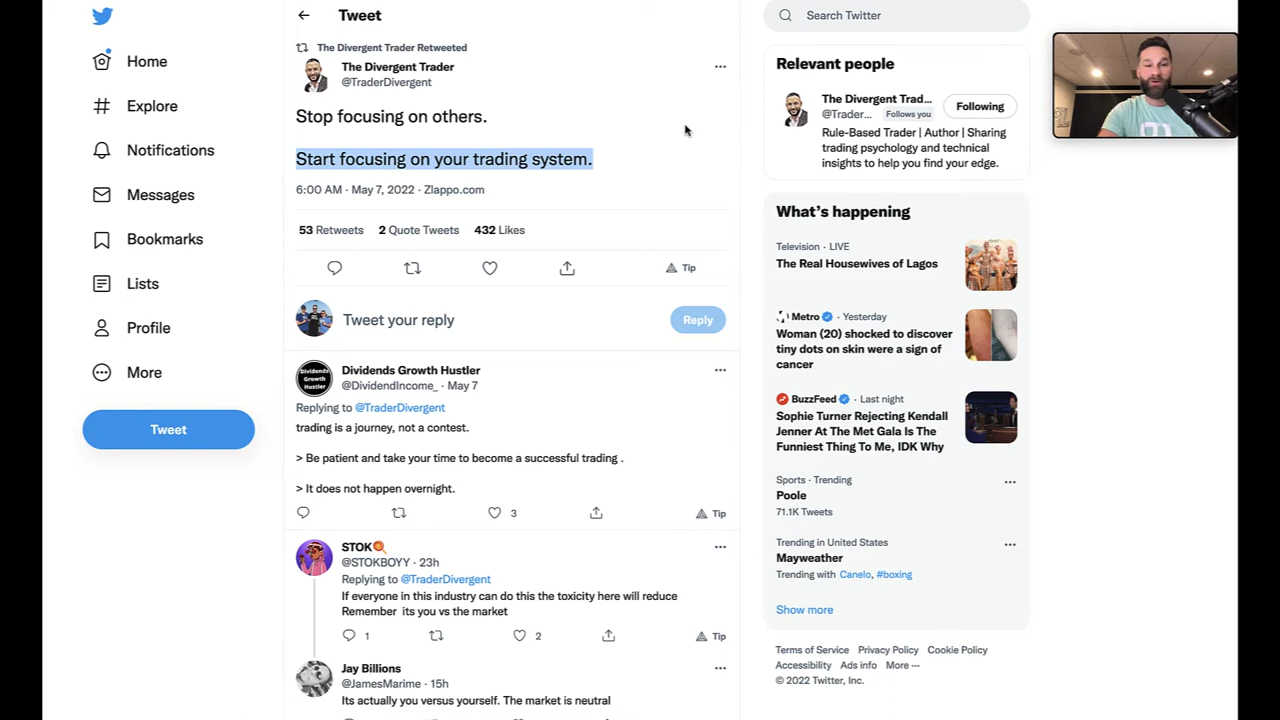 Home
Explore
Notifications
Messages
Bookmarks
Lists
Profile
More
Tweet
Tweet
The Divergent Trader Retweeted
The Divergent Trader
@TraderDivergent
Stop focusing on others.
Start focusing on your trading system.
6:00 AM · May 7, 2022 · Zlappo.com
53 Retweets 2 Quote Tweets 432 Likes
Tip
Tweet your reply
Reply
Dividends Growth Hustler
@DividendIncome_ · May 7
Replying to @TraderDivergent
trading is a journey, not a contest.
> Be patient and take your time to become a successful trading .
> It does not happen overnight.
3
Tip
STOK
@STOKBOYY · 23h
Replying to @TraderDivergent
If everyone in this industry can do this the toxicity here will reduce
Remember its you vs the market
1
2
Tip
Jay Billions
@JamesMarime · 15h
Its actually you versus yourself. The market is neutral
Search Twitter
Relevant people
The Divergent Trad...
@Trader... Follows you
Following
Rule-Based Trader | Author | Sharing
trading psychology and technical
insights to help you find your edge.
What's happening
Television · LIVE
The Real Housewives of Lagos
Metro · Yesterday
Woman (20) shocked to discover
tiny dots on skin were a sign of
cancer
BuzzFeed · Last night
Sophie Turner Rejecting Kendall
Jenner At The Met Gala Is The
Funniest Thing To Me, IDK Why
Sports · Trending
Poole
71.1K Tweets
Trending in United States
Mayweather
Trending with Canelo, #boxing
Show more
Terms of Service Privacy Policy Cookie Policy
Accessibility Ads info More ···
© 2022 Twitter, Inc.